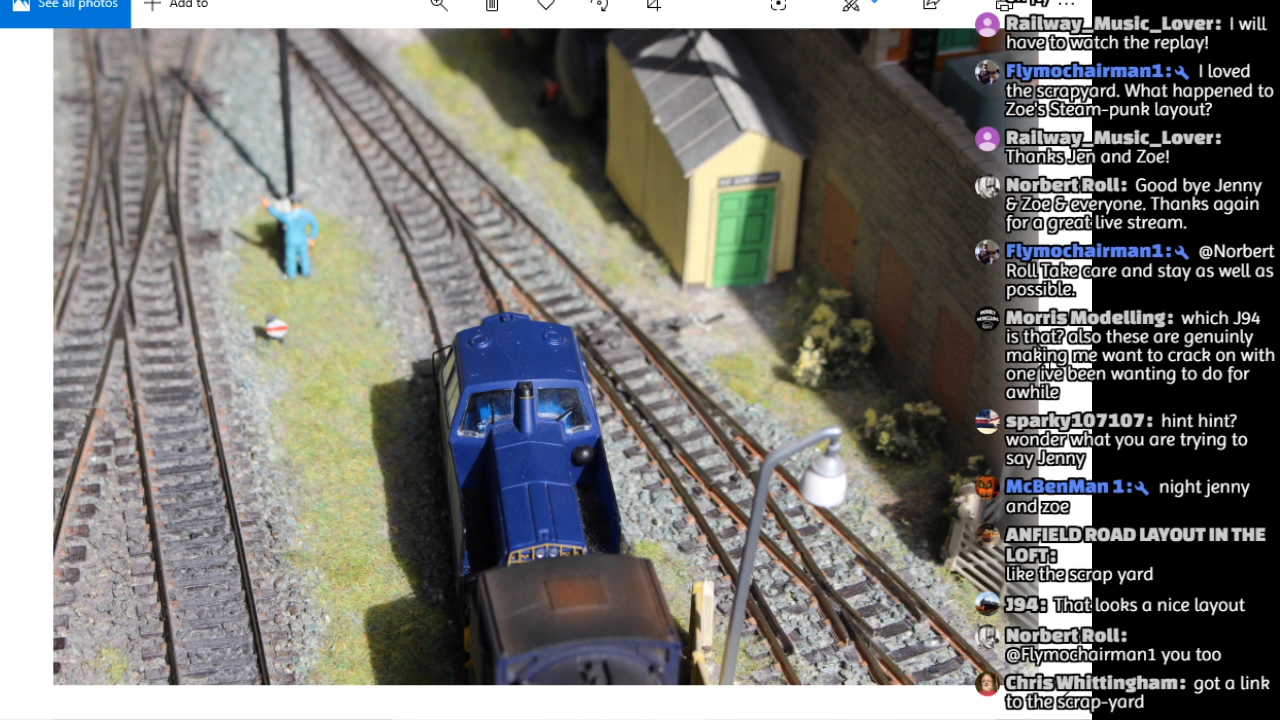 See all photos
Add to
Railway_Music_Lover: I will
have to watch the replay!
Flymochairman1: I loved
the scrapyard. What happened to
Zoe's Steam-punk layout?
Railway_Music_Lover:
Thanks Jen and Zoe!
Norbert Roll: Good bye Jenny
& Zoe & everyone. Thanks again
for a great live stream.
Flymochairman1: @Norbert
Roll Take care and stay as well as
possible.
Morris Modelling: which J94
is that? also these are genuinly
making me want to crack on with
one ive been wanting to do for
awhile
sparky107107: hint hint?
wonder what you are trying to
say Jenny
McBenMan 1: night jenny
and zoe
ANFIELD ROAD LAYOUT IN THE
LOFT:
like the scrap yard
J94: That looks a nice layout
Norbert Roll:
@Flymochairman1 you too
Chris Whittingham: got a link
to the scrap-yard